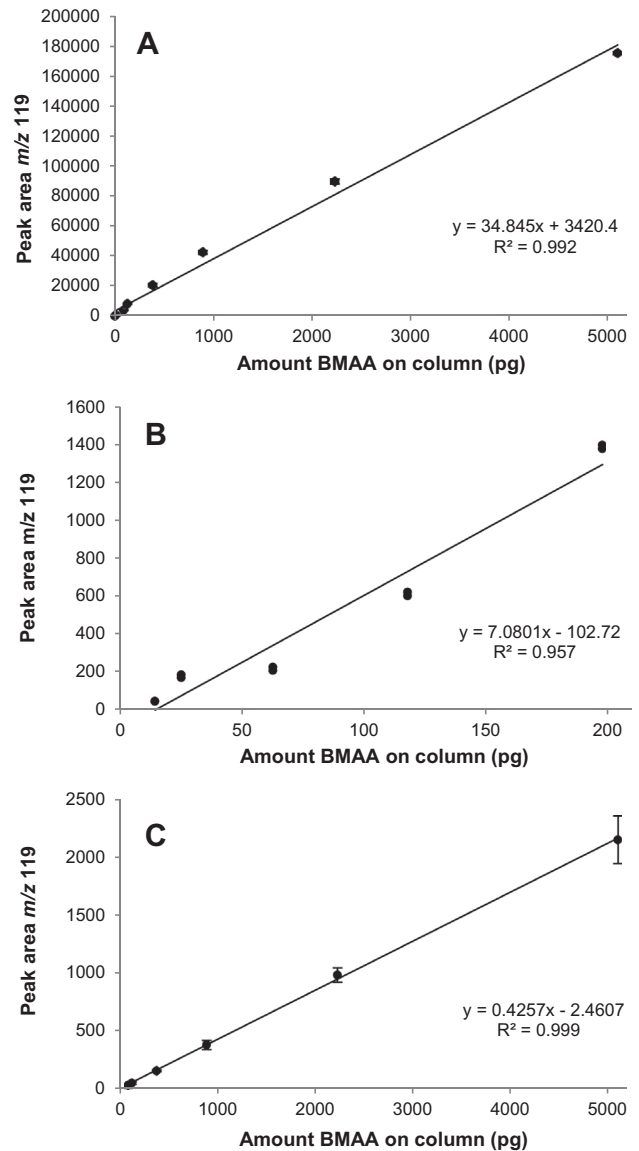 A
Peak area m/z 119
200000
180000
160000
140000
120000
100000
80000
60000
40000
20000
0
y = 34.845x + 3420.4
R² = 0.992
0 1000 2000 3000 4000 5000
Amount BMAA on column (pg)
B
Peak area m/z 119
1600
1400
1200
1000
800
600
400
200
0
y = 7.0801x - 102.72
R² = 0.957
0 50 100 150 200
Amount BMAA on column (pg)
C
Peak area m/z 119
2500
2000
1500
1000
500
0
y = 0.4257x - 2.4607
R² = 0.999
0 1000 2000 3000 4000 5000
Amount BMAA on column (pg)